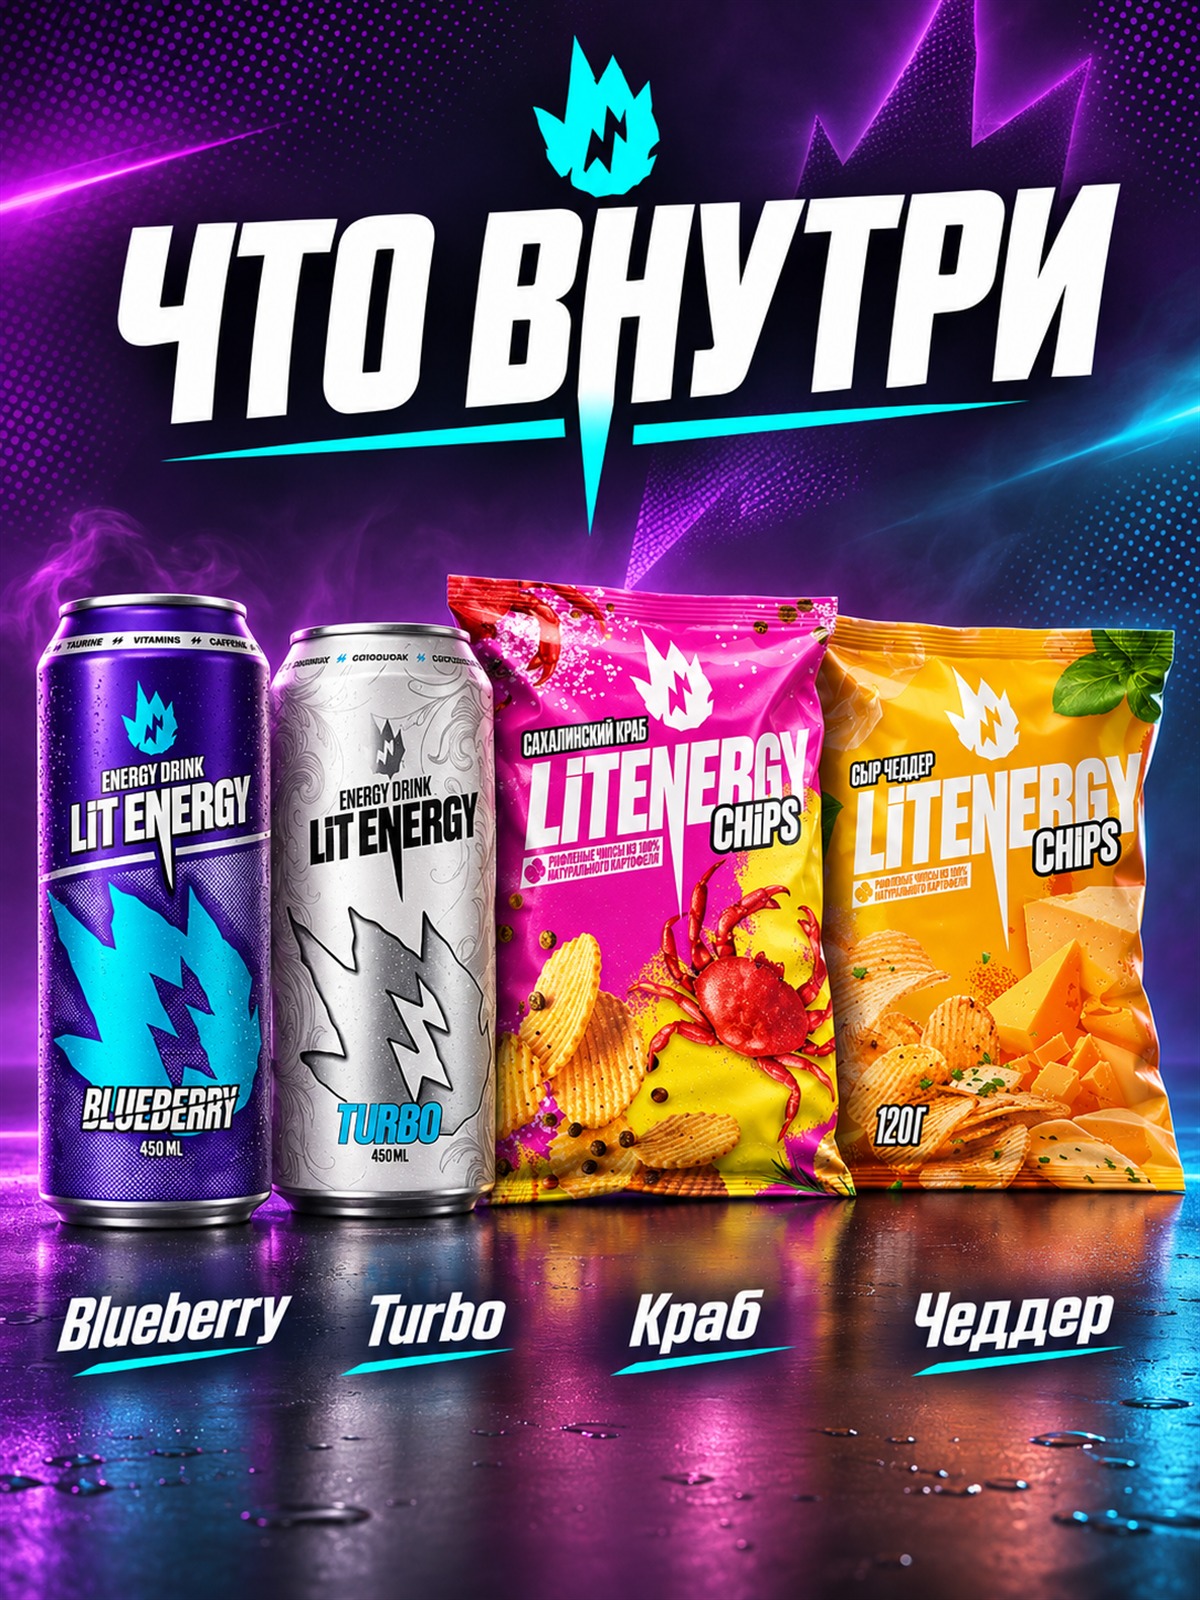 ЧТО ВНУТРИ
TAURINE VITAMINS CAFFEINE
ENERGY DRINK
LiT ENERGY
BLUEBERRY
450 ML
ENERGY DRINK
LiT ENERGY
TURBO
450 ML
САХАЛИНСКИЙ КРАБ
LiTENERGY
CHiPS
РИФЛЕНЫЕ ЧИПСЫ ИЗ 100%
НАТУРАЛЬНОГО КАРТОФЕЛЯ
СЫР ЧЕДДЕР
LiTENERGY
CHiPS
РИФЛЕНЫЕ ЧИПСЫ ИЗ 100%
НАТУРАЛЬНОГО КАРТОФЕЛЯ
120Г
Blueberry
Turbo
Краб
Чеддер